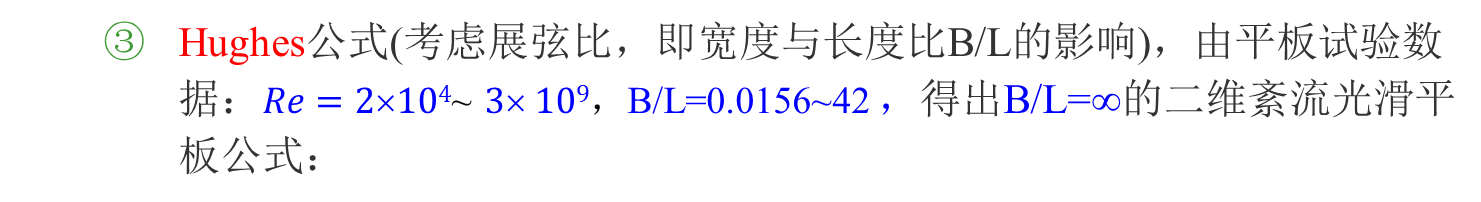 ③ Hughes公式(考虑展弦比，即宽度与长度比B/L的影响)，由平板试验数
据：Re = 2×10⁴~ 3× 10⁹，B/L=0.0156~42 ，得出B/L=∞的二维紊流光滑平
板公式：